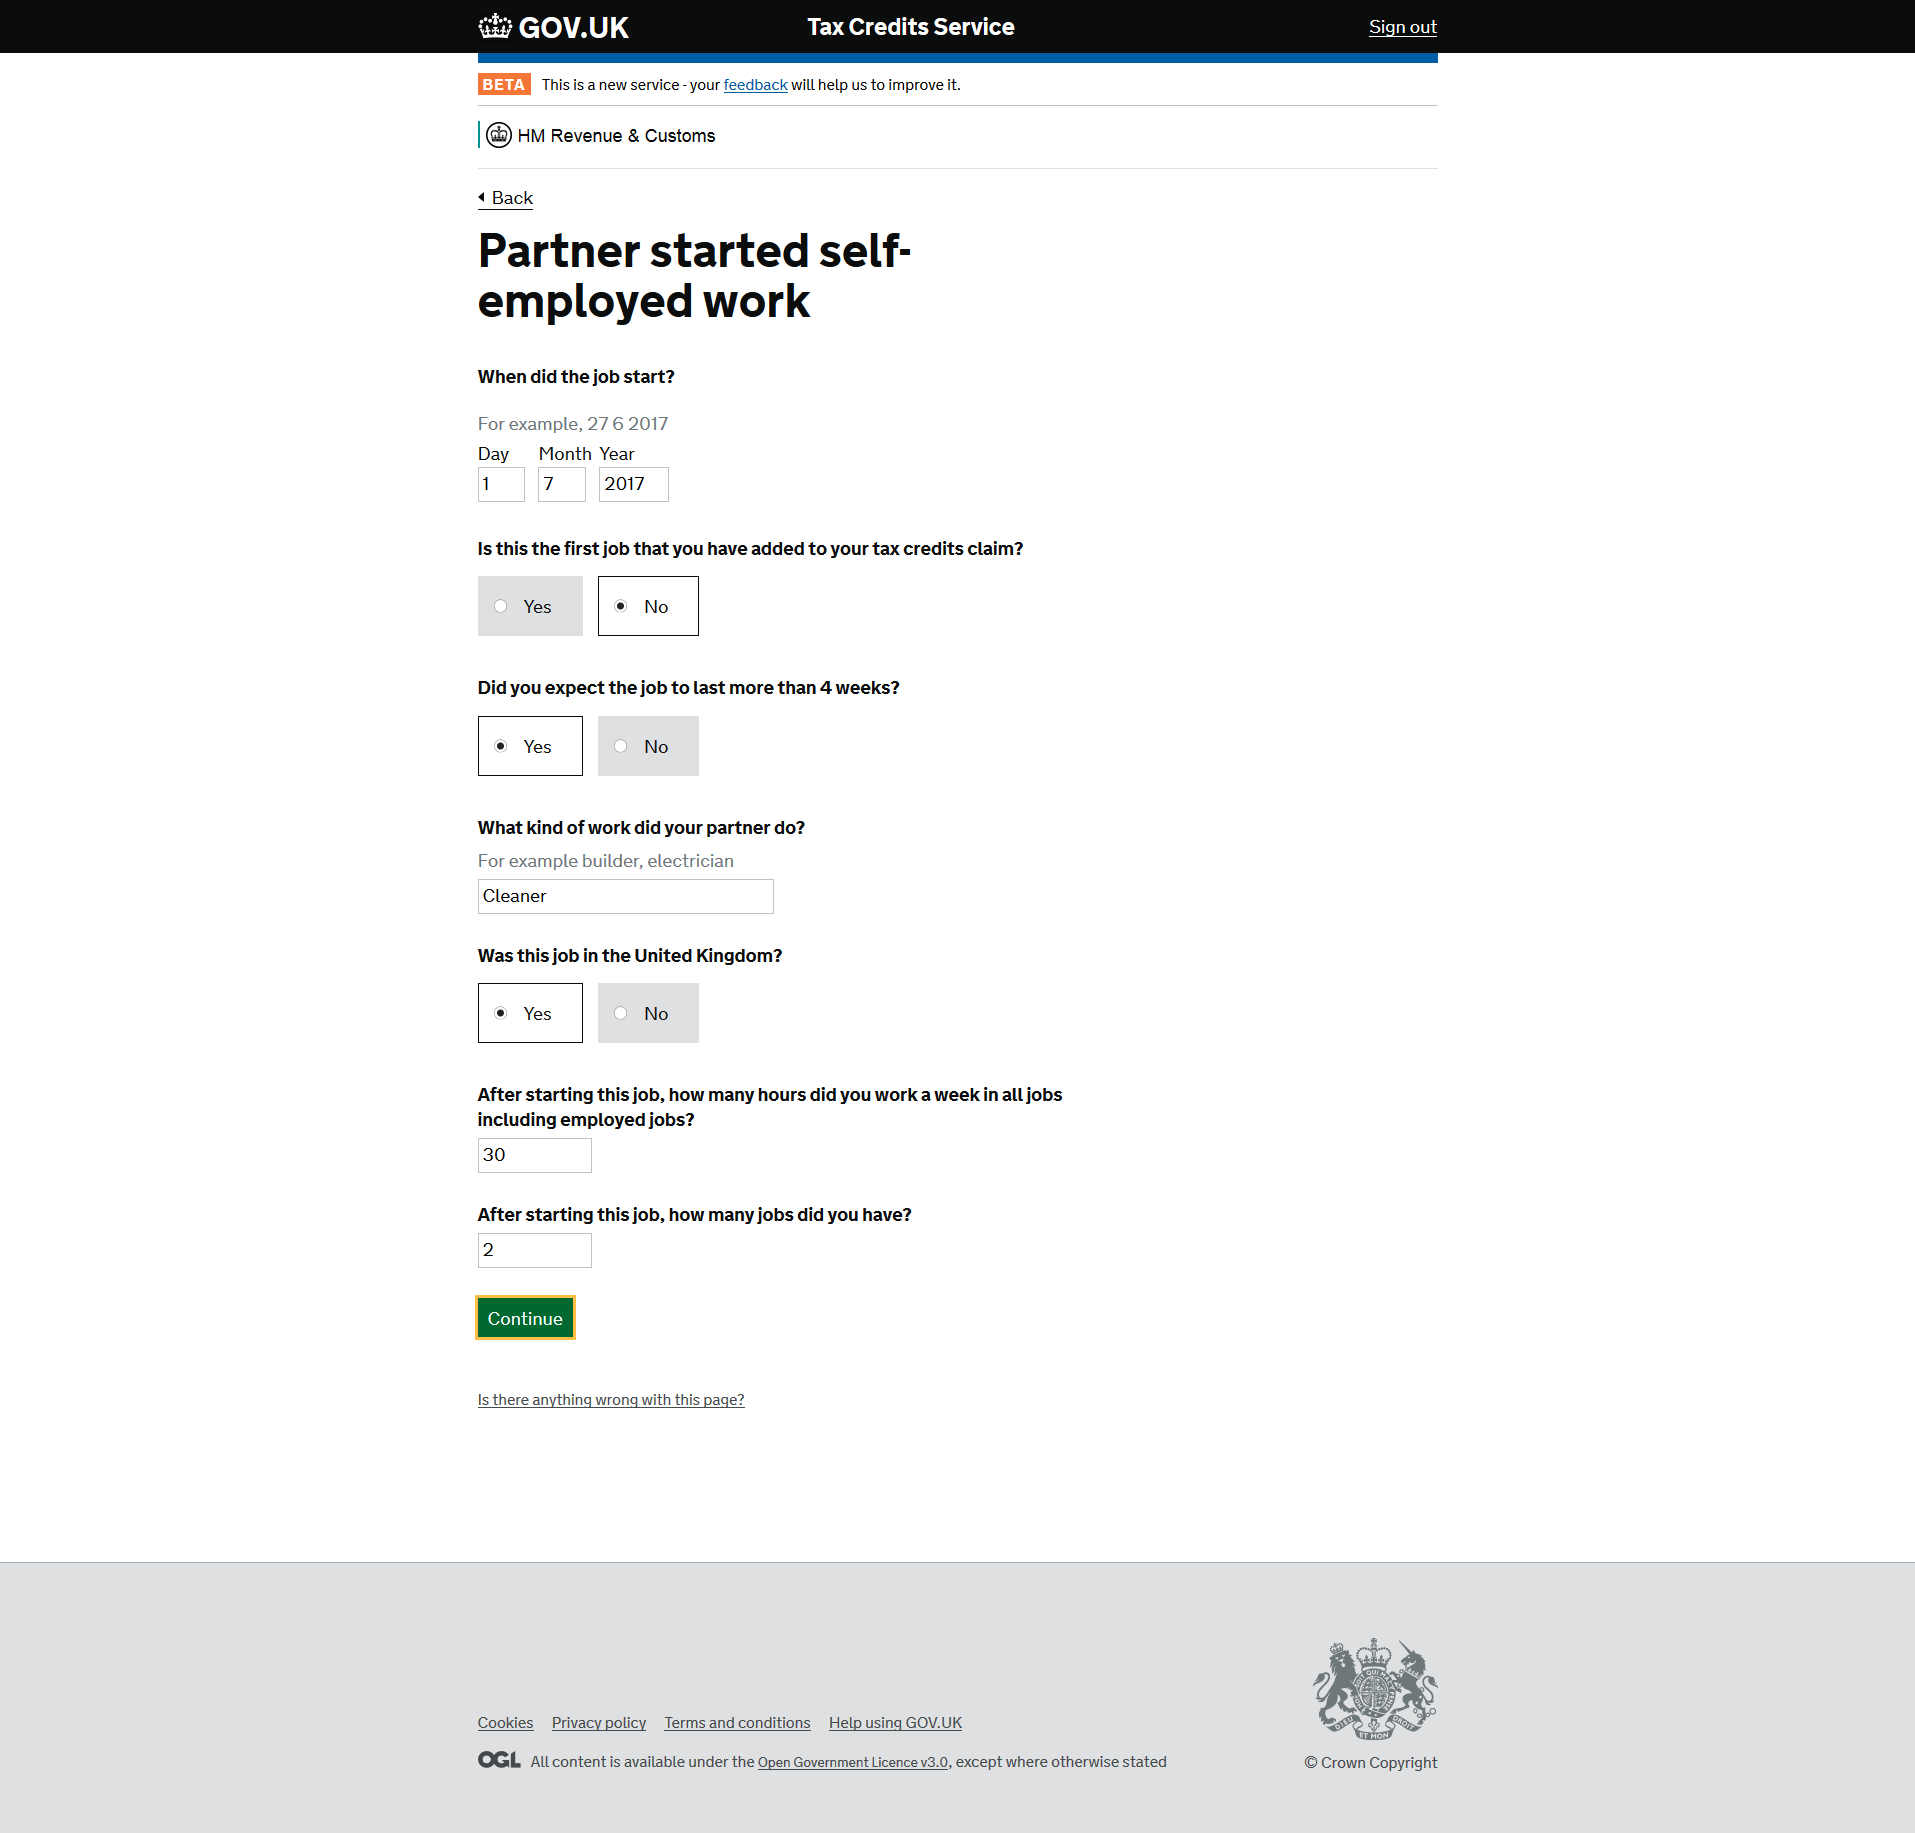 GOV.UK
Tax Credits Service
Sign out
BETA This is a new service - your feedback will help us to improve it.
HM Revenue & Customs
Back
Partner started self-
employed work
When did the job start?
For example, 27 6 2017
Day Month Year
1 7 2017
Is this the first job that you have added to your tax credits claim?
Yes No
Did you expect the job to last more than 4 weeks?
Yes No
What kind of work did your partner do?
For example builder, electrician
Cleaner
Was this job in the United Kingdom?
Yes No
After starting this job, how many hours did you work a week in all jobs
including employed jobs?
30
After starting this job, how many jobs did you have?
2
Continue
Is there anything wrong with this page?
Cookies Privacy policy Terms and conditions Help using GOV.UK
OGL All content is available under the Open Government Licence v3.0, except where otherwise stated
© Crown Copyright